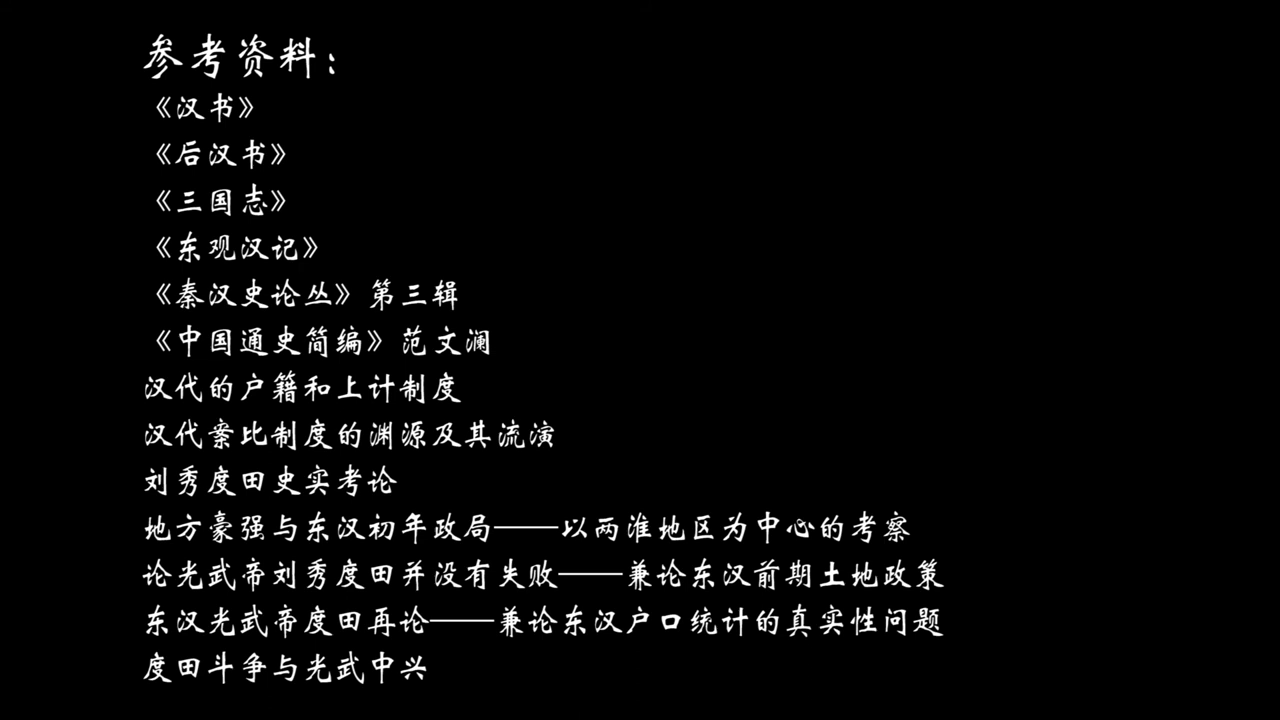 参考资料：
《汉书》
《后汉书》
《三国志》
《东观汉记》
《秦汉史论丛》第三辑
《中国通史简编》范文澜
汉代的户籍和上计制度
汉代案比制度的渊源及其流演
刘秀度田史实考论
地方豪强与东汉初年政局——以两淮地区为中心的考察
论光武帝刘秀度田并没有失败——兼论东汉前期土地政策
东汉光武帝度田再论——兼论东汉户口统计的真实性问题
度田斗争与光武中兴